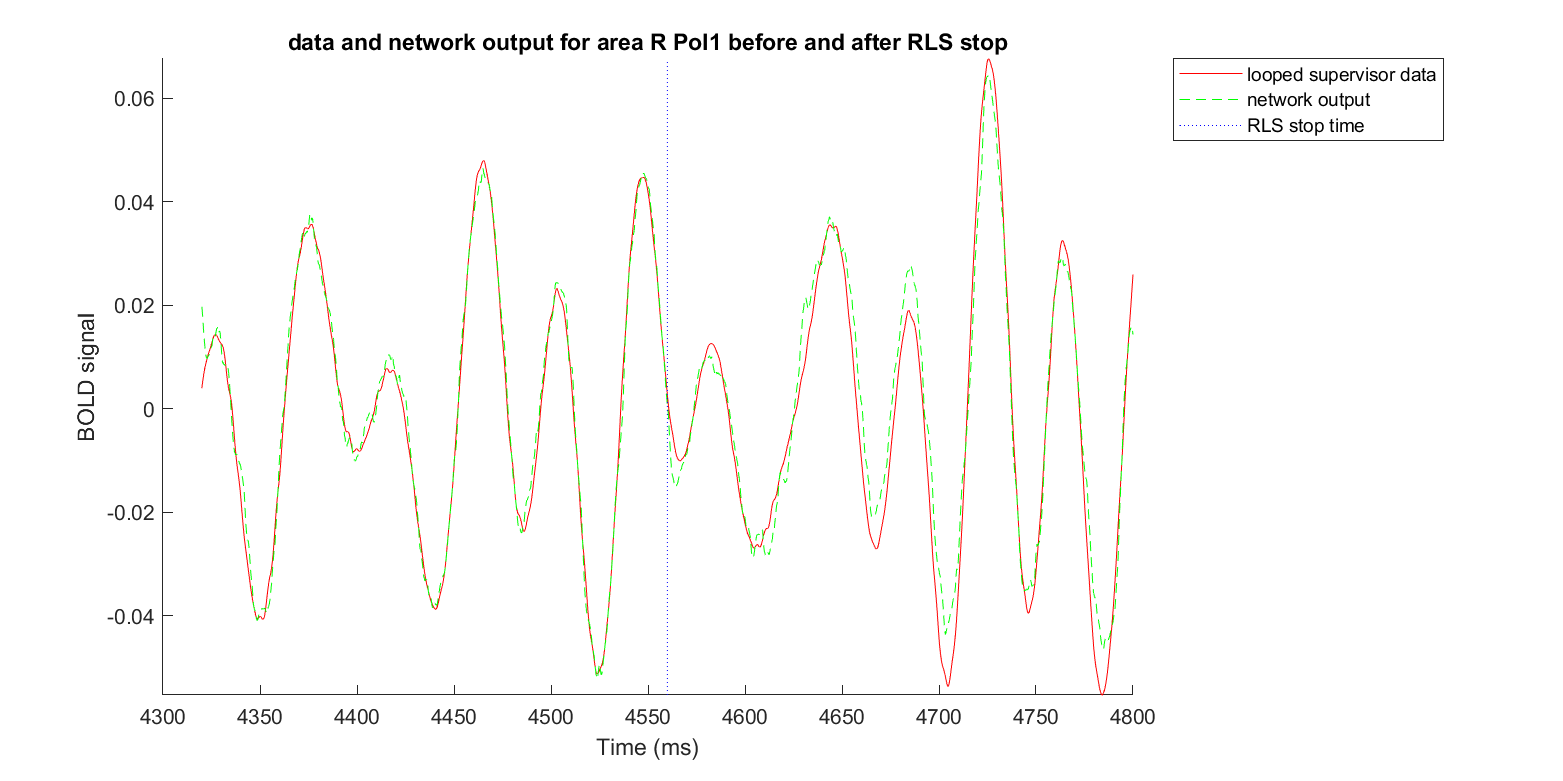 data and network output for area R PoI1 before and after RLS stop
looped supervisor data
network output
RLS stop time
BOLD signal
0.06
0.04
0.02
0
-0.02
-0.04
4300
4350
4400
4450
4500
4550
4600
4650
4700
4750
4800
Time (ms)